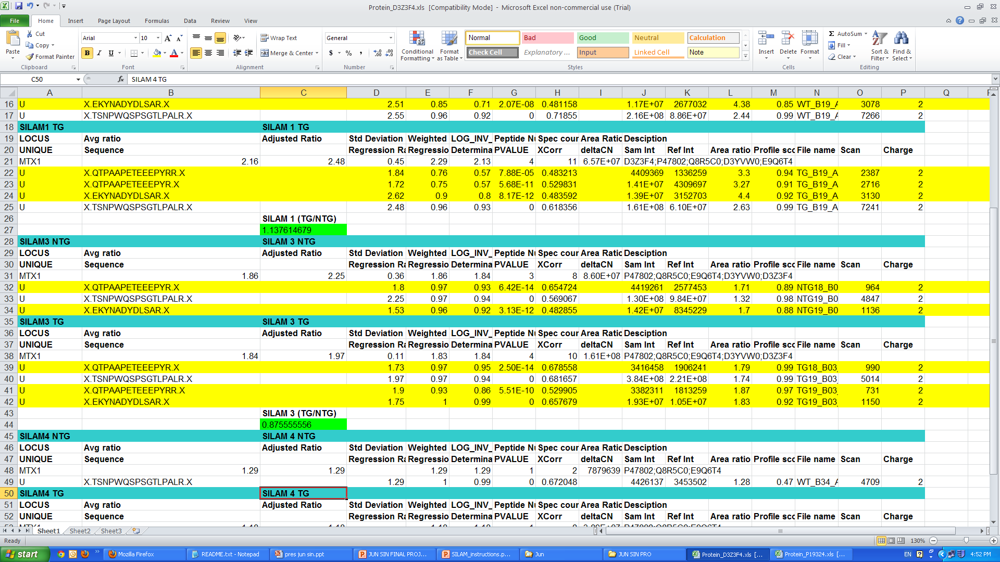 Protein_D3Z3F4.xls [Compatibility Mode] - Microsoft Excel non-commercial use (Trial)
File Home Insert Page Layout Formulas Data Review View
Paste Cut Copy Format Painter Clipboard
Arial 10 B I U Font
Wrap Text Merge & Center Alignment
General $ % , Number
Conditional Formatting Format as Table
Normal Bad Good Neutral Calculation
Check Cell Explanatory ... Input Linked Cell Note
Styles
Insert Delete Format Cells
AutoSum Fill Clear Sort & Filter Find & Select Editing
C50 fx SILAM 4 TG
A B C D E F G H I J K L M N O P Q
16 U X.EKYNADYDLSAR.X 2.51 0.85 0.71 2.07E-08 0.481158 1.17E+07 2677032 4.38 0.85 WT_B19_A 3078 2
17 U X.TSNPWQSPSGTLPALR.X 2.55 0.96 0.92 0 0.71855 2.16E+08 8.86E+07 2.44 0.99 WT_B19_A 7266 2
18 SILAM1 TG SILAM 1 TG
19 LOCUS Avg ratio Adjusted Ratio Std Deviation Weighted LOG_INV_ Peptide Nu Spec cour Area Ratio Desciption
20 UNIQUE Sequence Regression Ra Regressio Determina PVALUE XCorr deltaCN Sam Int Ref Int Area ratio Profile sco File name Scan Charge
21 MTX1 2.16 2.48 0.45 2.29 2.13 4 11 6.57E+07 D3Z3F4;P47802;Q8R5C0;D3YVW0;E9Q6T4
22 U X.QTPAAPETEEEPYRR.X 1.84 0.76 0.57 7.88E-05 0.483213 4409369 1336259 3.3 0.94 TG_B19_A 2387 2
23 U X.QTPAAPETEEEPYR.X 1.72 0.75 0.57 5.68E-11 0.529831 1.41E+07 4309697 3.27 0.91 TG_B19_A 2716 2
24 U X.EKYNADYDLSAR.X 2.62 0.9 0.8 8.17E-12 0.483592 1.39E+07 3152703 4.4 0.92 TG_B19_A 3130 2
25 U X.TSNPWQSPSGTLPALR.X 2.48 0.96 0.93 0 0.618356 1.61E+08 6.10E+07 2.63 0.99 TG_B19_A 7241 2
26 SILAM 1 (TG/NTG)
27 1.137614679
28 SILAM3 NTG SILAM 3 NTG
29 LOCUS Avg ratio Adjusted Ratio Std Deviation Weighted LOG_INV_ Peptide Nu Spec cour Area Ratio Desciption
30 UNIQUE Sequence Regression Ra Regressio Determina PVALUE XCorr deltaCN Sam Int Ref Int Area ratio Profile sco File name Scan Charge
31 MTX1 1.86 2.25 0.36 1.86 1.84 3 8 8.60E+07 P47802;Q8R5C0;E9Q6T4;D3YVW0;D3Z3F4
32 U X.QTPAAPETEEEPYR.X 1.8 0.97 0.93 6.42E-14 0.654724 4419261 2577453 1.71 0.89 NTG18_B0 964 2
33 U X.TSNPWQSPSGTLPALR.X 2.25 0.97 0.94 0 0.569067 1.30E+08 9.84E+07 1.32 0.98 NTG19_B0 4847 2
34 U X.EKYNADYDLSAR.X 1.53 0.96 0.92 3.13E-12 0.482855 1.42E+07 8345229 1.7 0.88 NTG19_B0 1136 2
35 SILAM3 TG SILAM 3 TG
36 LOCUS Avg ratio Adjusted Ratio Std Deviation Weighted LOG_INV_ Peptide Nu Spec cour Area Ratio Desciption
37 UNIQUE Sequence Regression Ra Regressio Determina PVALUE XCorr deltaCN Sam Int Ref Int Area ratio Profile sco File name Scan Charge
38 MTX1 1.84 1.97 0.11 1.83 1.84 4 10 1.61E+08 P47802;Q8R5C0;E9Q6T4;D3YVW0;D3Z3F4
39 U X.QTPAAPETEEEPYR.X 1.73 0.97 0.95 2.50E-14 0.678558 3416458 1906241 1.79 0.99 TG18_B03_ 990 2
40 U X.TSNPWQSPSGTLPALR.X 1.97 0.97 0.94 0 0.681657 3.84E+08 2.21E+08 1.74 0.99 TG19_B03_ 5014 2
41 U X.QTPAAPETEEEPYRR.X 1.9 0.93 0.86 5.51E-10 0.529905 3382311 1813259 1.87 0.97 TG19_B03_ 731 2
42 U X.EKYNADYDLSAR.X 1.75 1 0.99 0 0.657679 1.93E+07 1.05E+07 1.83 0.92 TG19_B03_ 1150 2
43 SILAM 3 (TG/NTG)
44 0.875555556
45 SILAM4 NTG SILAM 4 NTG
46 LOCUS Avg ratio Adjusted Ratio Std Deviation Weighted LOG_INV_ Peptide Nu Spec cour Area Ratio Desciption
47 UNIQUE Sequence Regression Ra Regressio Determina PVALUE XCorr deltaCN Sam Int Ref Int Area ratio Profile sco File name Scan Charge
48 MTX1 1.29 1.29 1.29 1.29 1 2 7879639 P47802;Q8R5C0;E9Q6T4
49 U X.TSNPWQSPSGTLPALR.X 1.29 1 0.99 0 0.672048 4426137 3453502 1.28 0.47 WT_B34_A 4709 2
50 SILAM4 TG SILAM 4 TG
51 LOCUS Avg ratio Adjusted Ratio Std Deviation Weighted LOG_INV_ Peptide Nu Spec cour Area Ratio Desciption
52 UNIQUE Sequence Regression Ra Regressio Determina PVALUE XCorr deltaCN Sam Int Ref Int Area ratio Profile sco File name Scan Charge
Sheet1 Sheet2 Sheet3
Ready 130%
start Mozilla Firefox README.txt - Notepad pres jun sin.ppt JUN SIN FINAL PROJ... SILAM_instructions.p... Jun JUN SIN PRO Protein_D3Z3F4.xls [... Protein_P19324.xls [... EN 4:52 PM